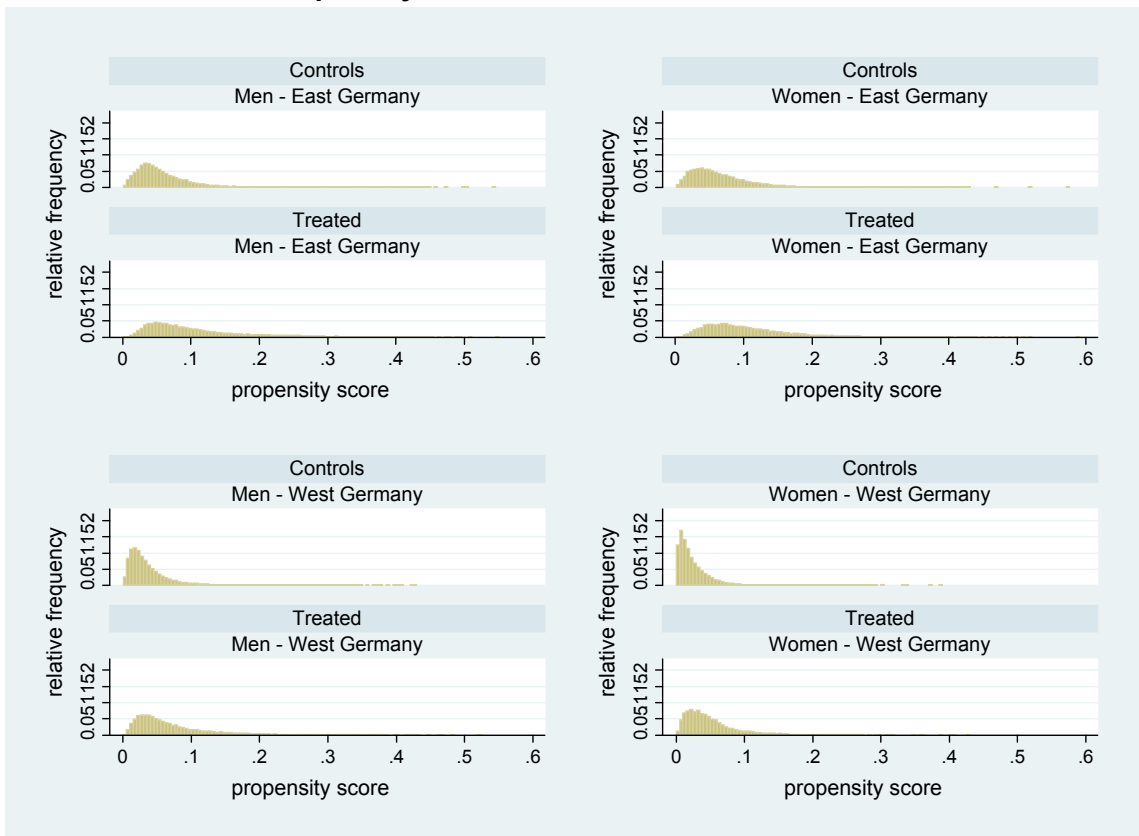 Controls
Men - East Germany
relative frequency
0.051152
Treated
Men - East Germany
relative frequency
0.051152
0 .1 .2 .3 .4 .5 .6
propensity score
Controls
Women - East Germany
relative frequency
0.051152
Treated
Women - East Germany
relative frequency
0.051152
0 .1 .2 .3 .4 .5 .6
propensity score
Controls
Men - West Germany
relative frequency
0.051152
Treated
Men - West Germany
relative frequency
0.051152
0 .1 .2 .3 .4 .5 .6
propensity score
Controls
Women - West Germany
relative frequency
0.051152
Treated
Women - West Germany
relative frequency
0.051152
0 .1 .2 .3 .4 .5 .6
propensity score